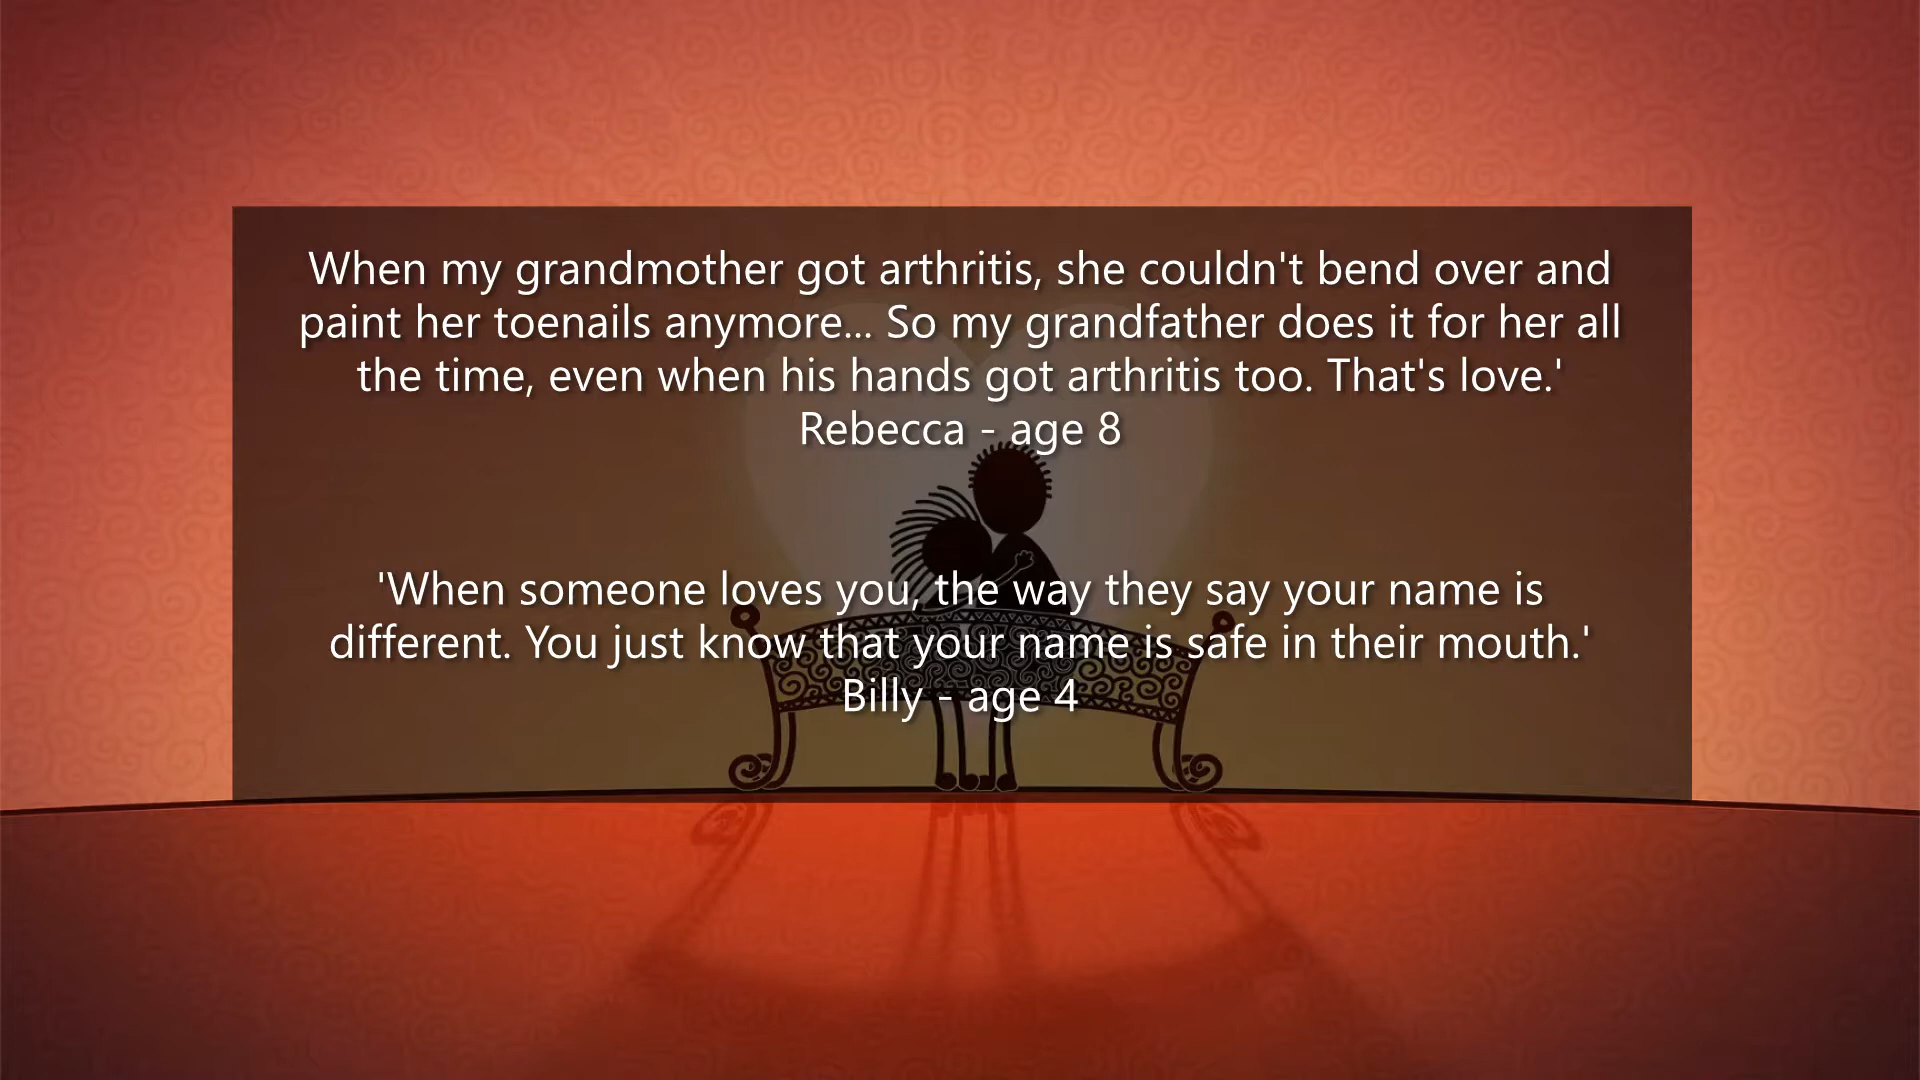 When my grandmother got arthritis, she couldn't bend over and
paint her toenails anymore... So my grandfather does it for her all
the time, even when his hands got arthritis too. That's love.'
Rebecca - age 8
'When someone loves you, the way they say your name is
different. You just know that your name is safe in their mouth.'
Billy - age 4